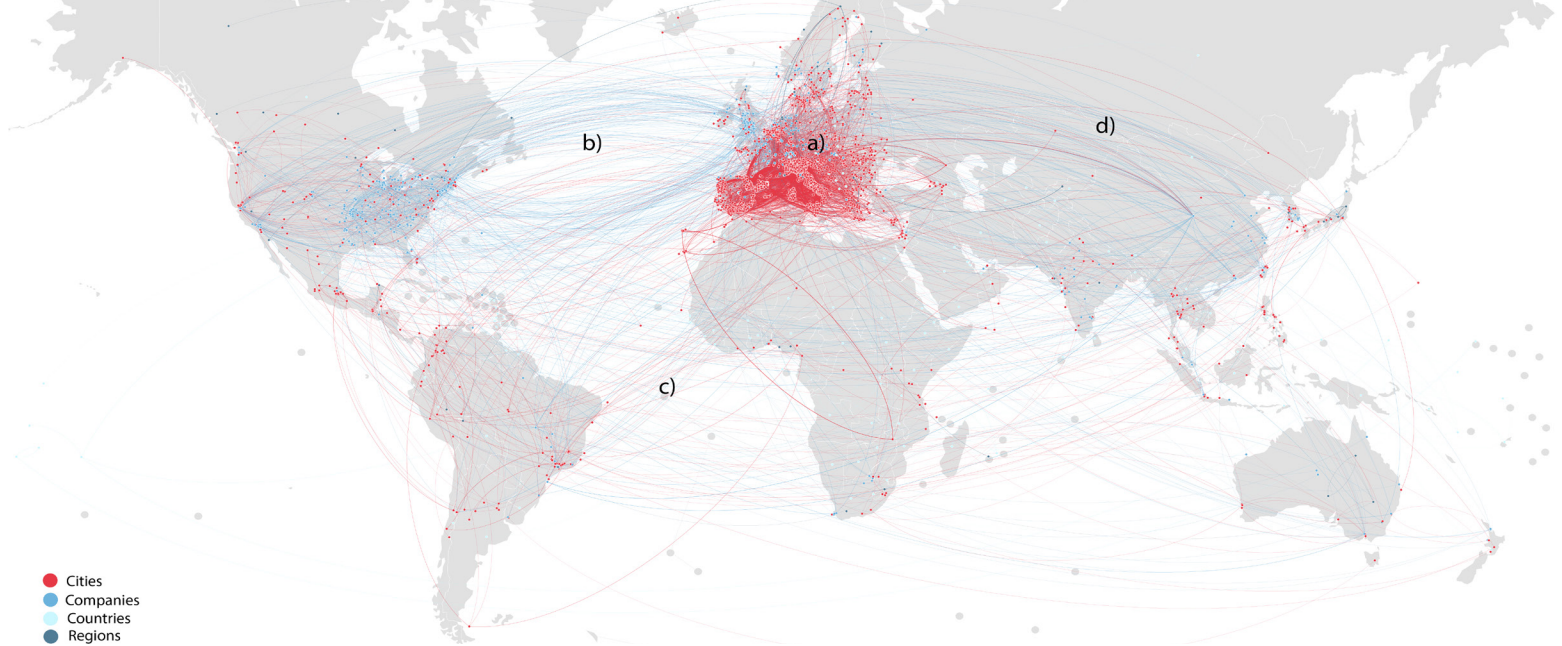 d)
b)
a)
c)
Cities
Companies
Countries
Regions